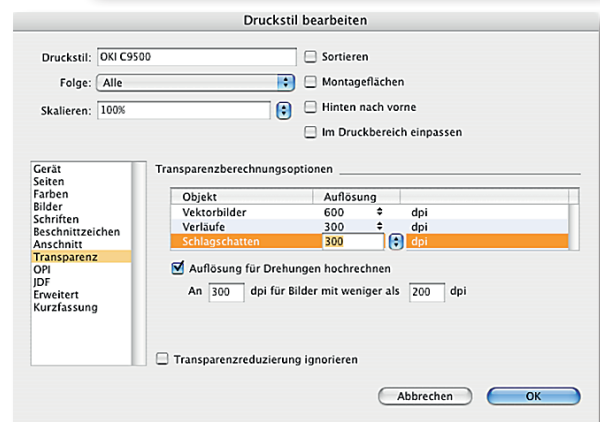 Druckstil bearbeiten
Druckstil: OKI C9500
Sortieren
Folge: Alle
Montageflächen
Skalieren: 100%
Hinten nach vorne
Im Druckbereich einpassen
Gerät
Seiten
Farben
Bilder
Schriften
Beschnittzeichen
Anschnitt
Transparenz
OPI
JDF
Erweitert
Kurzfassung
Transparenzberechnungsoptionen
Objekt Auflösung
Vektorbilder 600 dpi
Verläufe 300 dpi
Schlagschatten 300 dpi
Auflösung für Drehungen hochrechnen
An 300 dpi für Bilder mit weniger als 200 dpi
Transparenzreduzierung ignorieren
Abbrechen OK